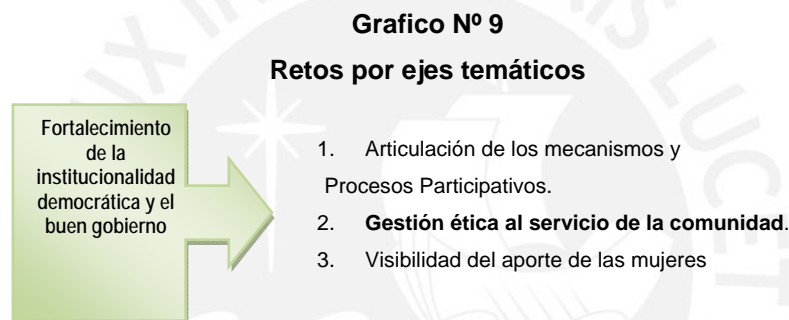 Grafico Nº 9
Retos por ejes temáticos
Fortalecimiento
de la
institucionalidad
democrática y el
buen gobierno
1. Articulación de los mecanismos y
Procesos Participativos.
2. Gestión ética al servicio de la comunidad.
3. Visibilidad del aporte de las mujeres